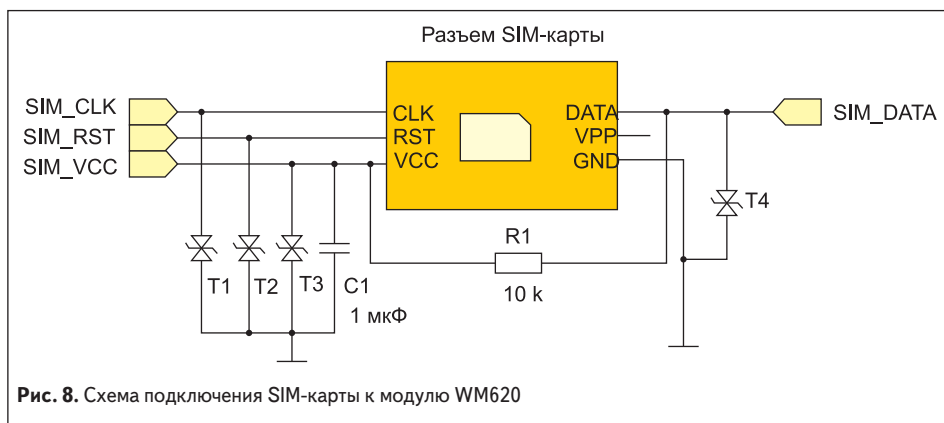 Разъем SIM-карты
SIM_CLK
SIM_RST
SIM_VCC
CLK
RST
VCC
DATA
VPP
GND
SIM_DATA
T1
T2
T3
C1
1 мкФ
R1
10 k
T4
Рис. 8. Схема подключения SIM-карты к модулю WM620